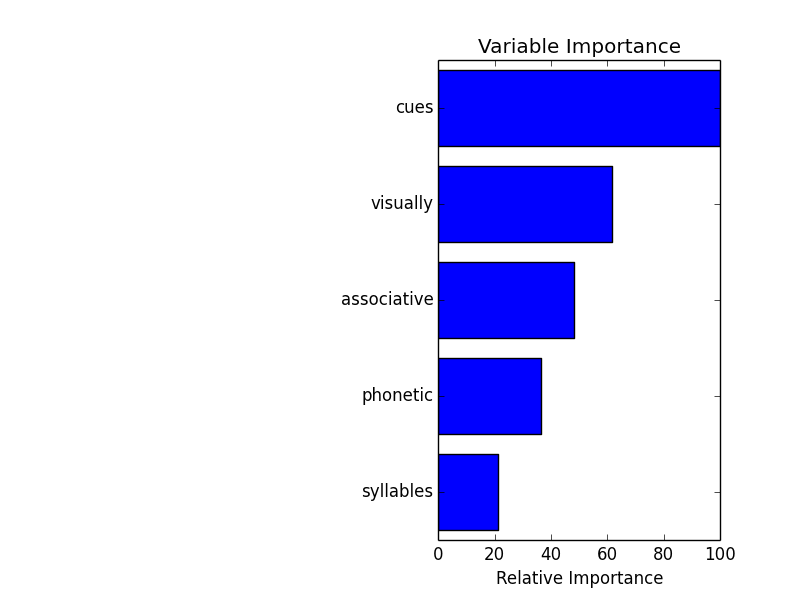 Variable Importance
cues
visually
associative
phonetic
syllables
0 20 40 60 80 100
Relative Importance